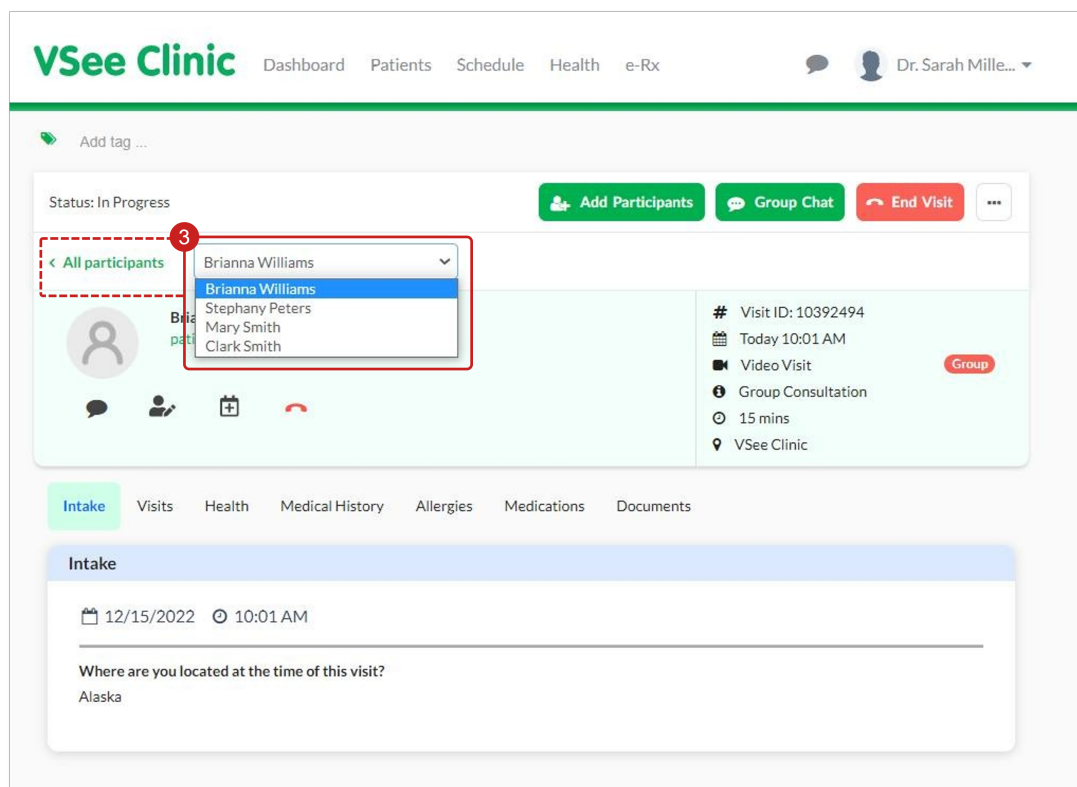 VSee Clinic Dashboard Patients Schedule Health e-Rx Dr. Sarah Mille...
Add tag ...
Status: In Progress Add Participants Group Chat End Visit ...
3
< All participants Brianna Williams
Brianna Williams
Stephany Peters
Mary Smith
Clark Smith
Bria
pati
# Visit ID: 10392494
Today 10:01 AM
Video Visit Group
Group Consultation
15 mins
VSee Clinic
Intake Visits Health Medical History Allergies Medications Documents
Intake
12/15/2022 10:01 AM
Where are you located at the time of this visit?
Alaska